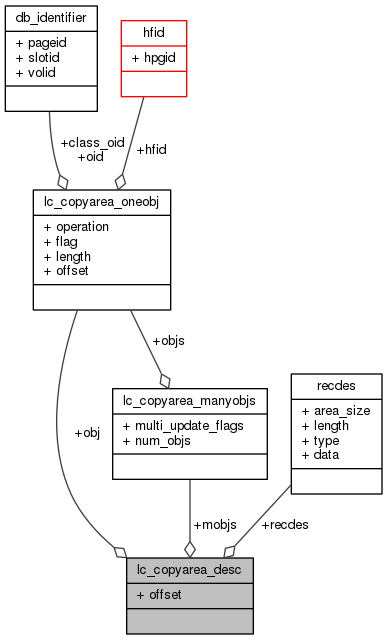 db_identifier
+ pageid
+ slotid
+ volid
hfid
+ hpgid
+class_oid
+oid
+hfid
lc_copyarea_oneobj
+ operation
+ flag
+ length
+ offset
+objs
lc_copyarea_manyobjs
+ multi_update_flags
+ num_objs
recdes
+ area_size
+ length
+ type
+ data
+obj
+mobjs
+recdes
lc_copyarea_desc
+ offset